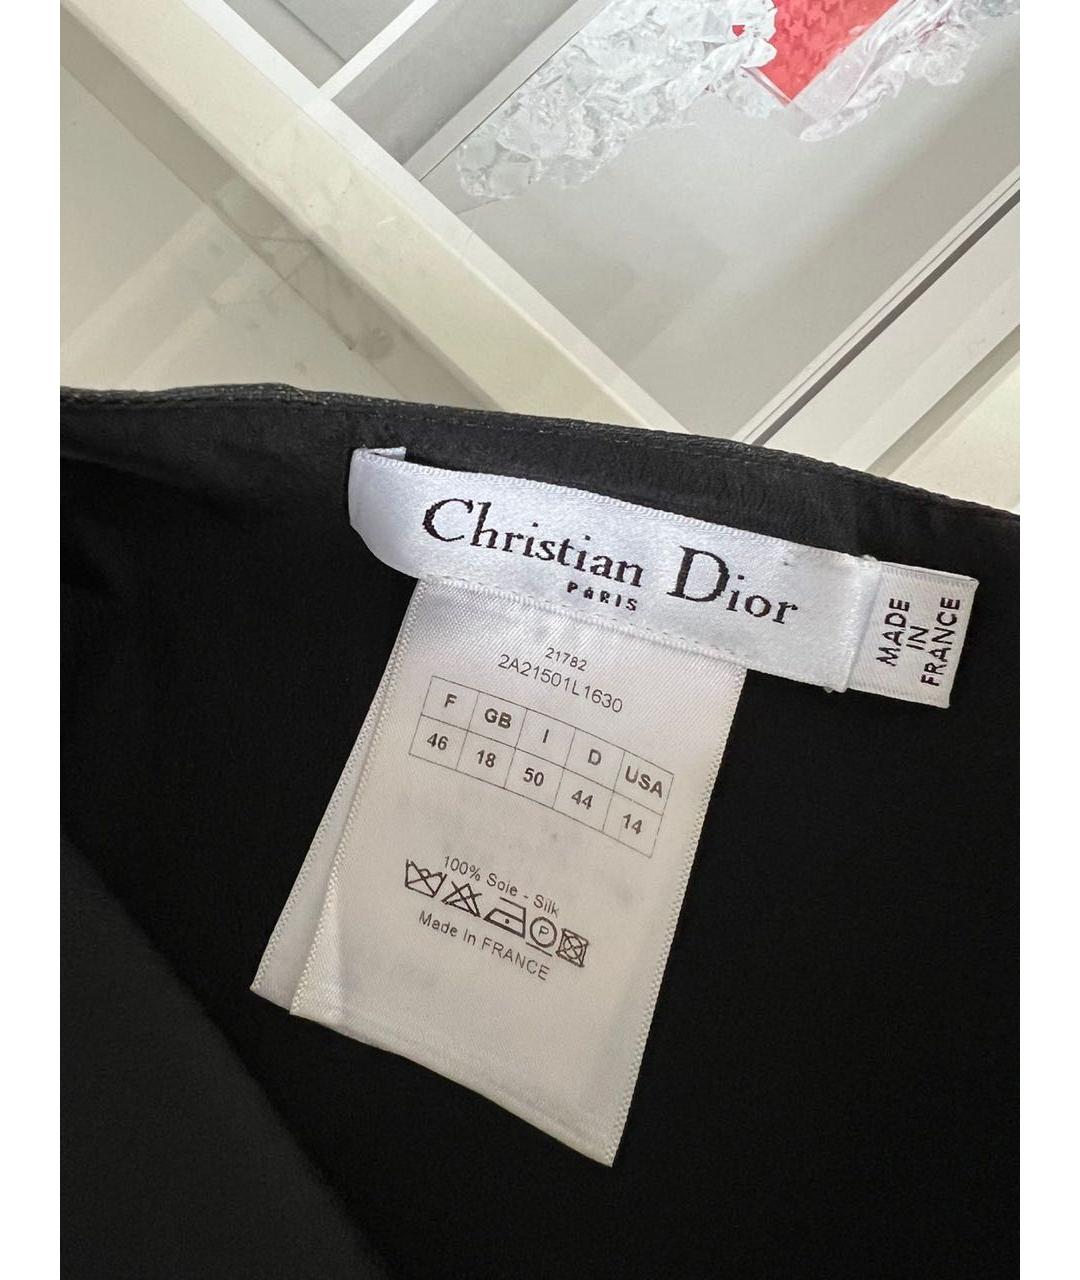 Christian Dior
PARIS
MADE
IN
FRANCE
21782
2A21501L1630
F GB I D USA
46 18 50 44 14
100% Soie - Silk
P
Made in FRANCE